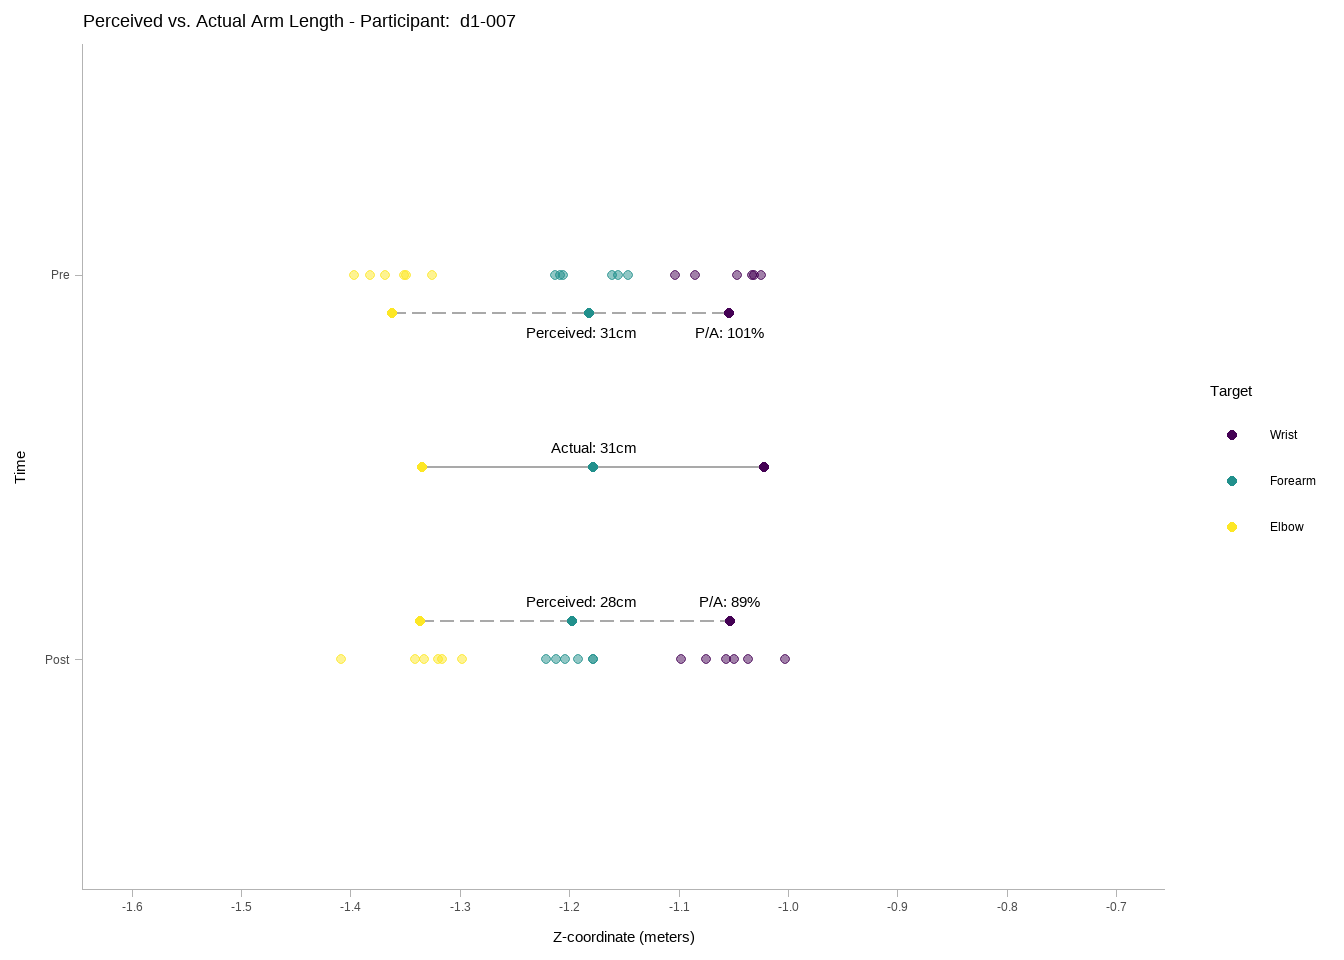 Perceived vs. Actual Arm Length - Participant:  d1-007
Pre
Perceived: 31cm
P/A: 101%
Actual: 31cm
Perceived: 28cm
P/A: 89%
Post
Time
Target
Wrist
Forearm
Elbow
-1.6
-1.5
-1.4
-1.3
-1.2
-1.1
-1.0
-0.9
-0.8
-0.7
Z-coordinate (meters)